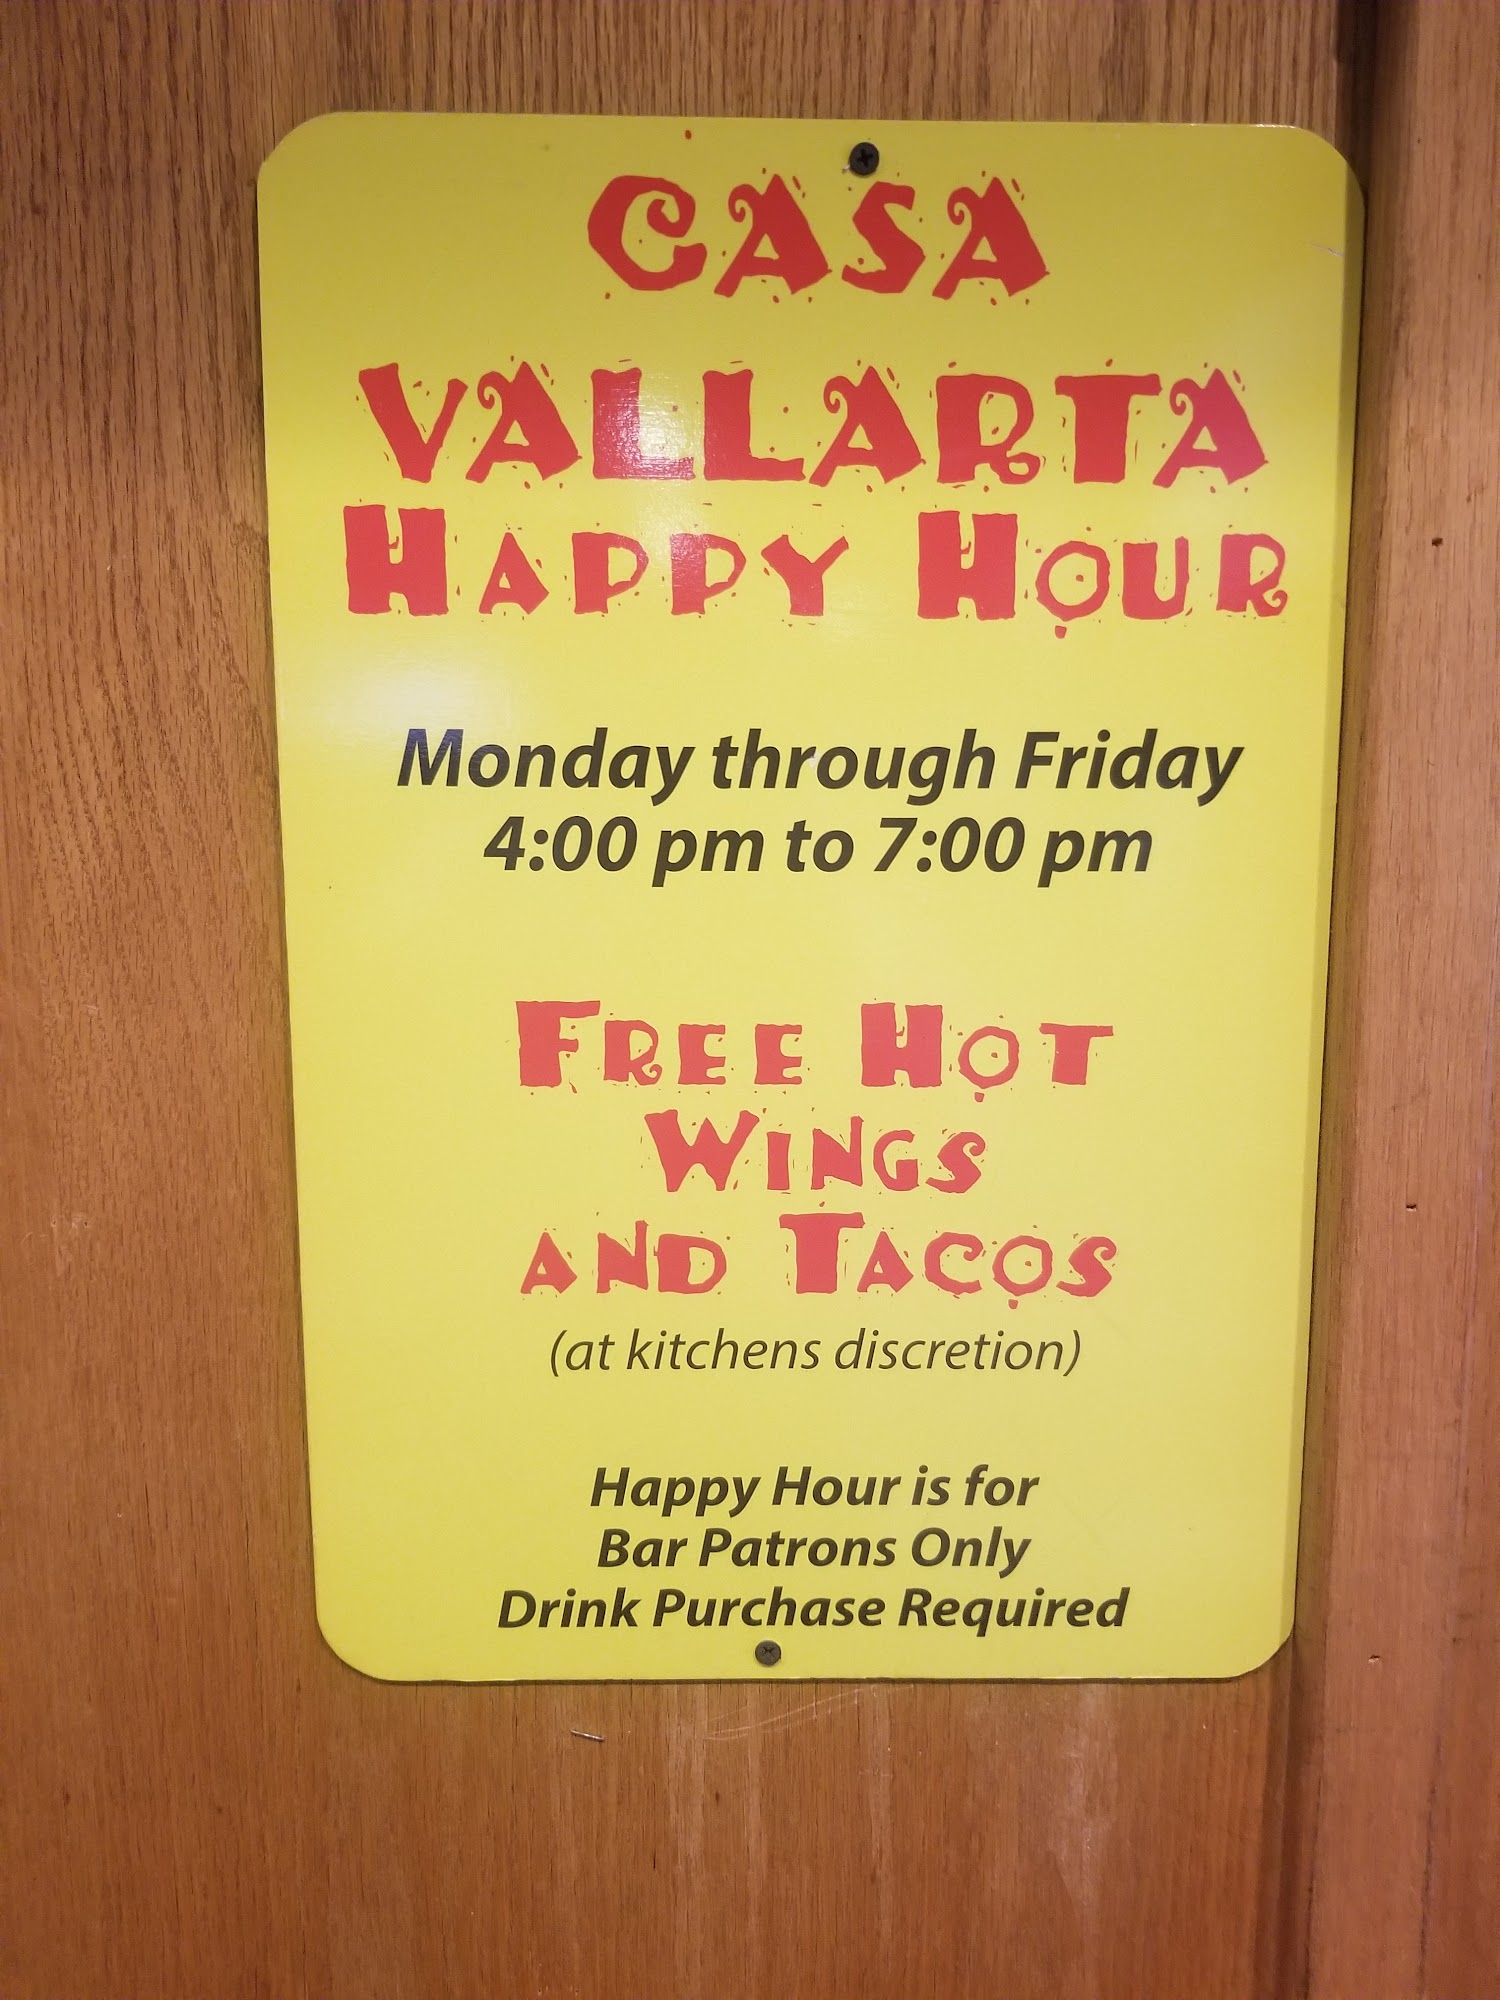 CASA
VALLARTA
HAPPY HOUR
Monday through Friday
4:00 pm to 7:00 pm
FREE HOT
WINGS
AND TACOS
(at kitchens discretion)
Happy Hour is for
Bar Patrons Only
Drink Purchase Required